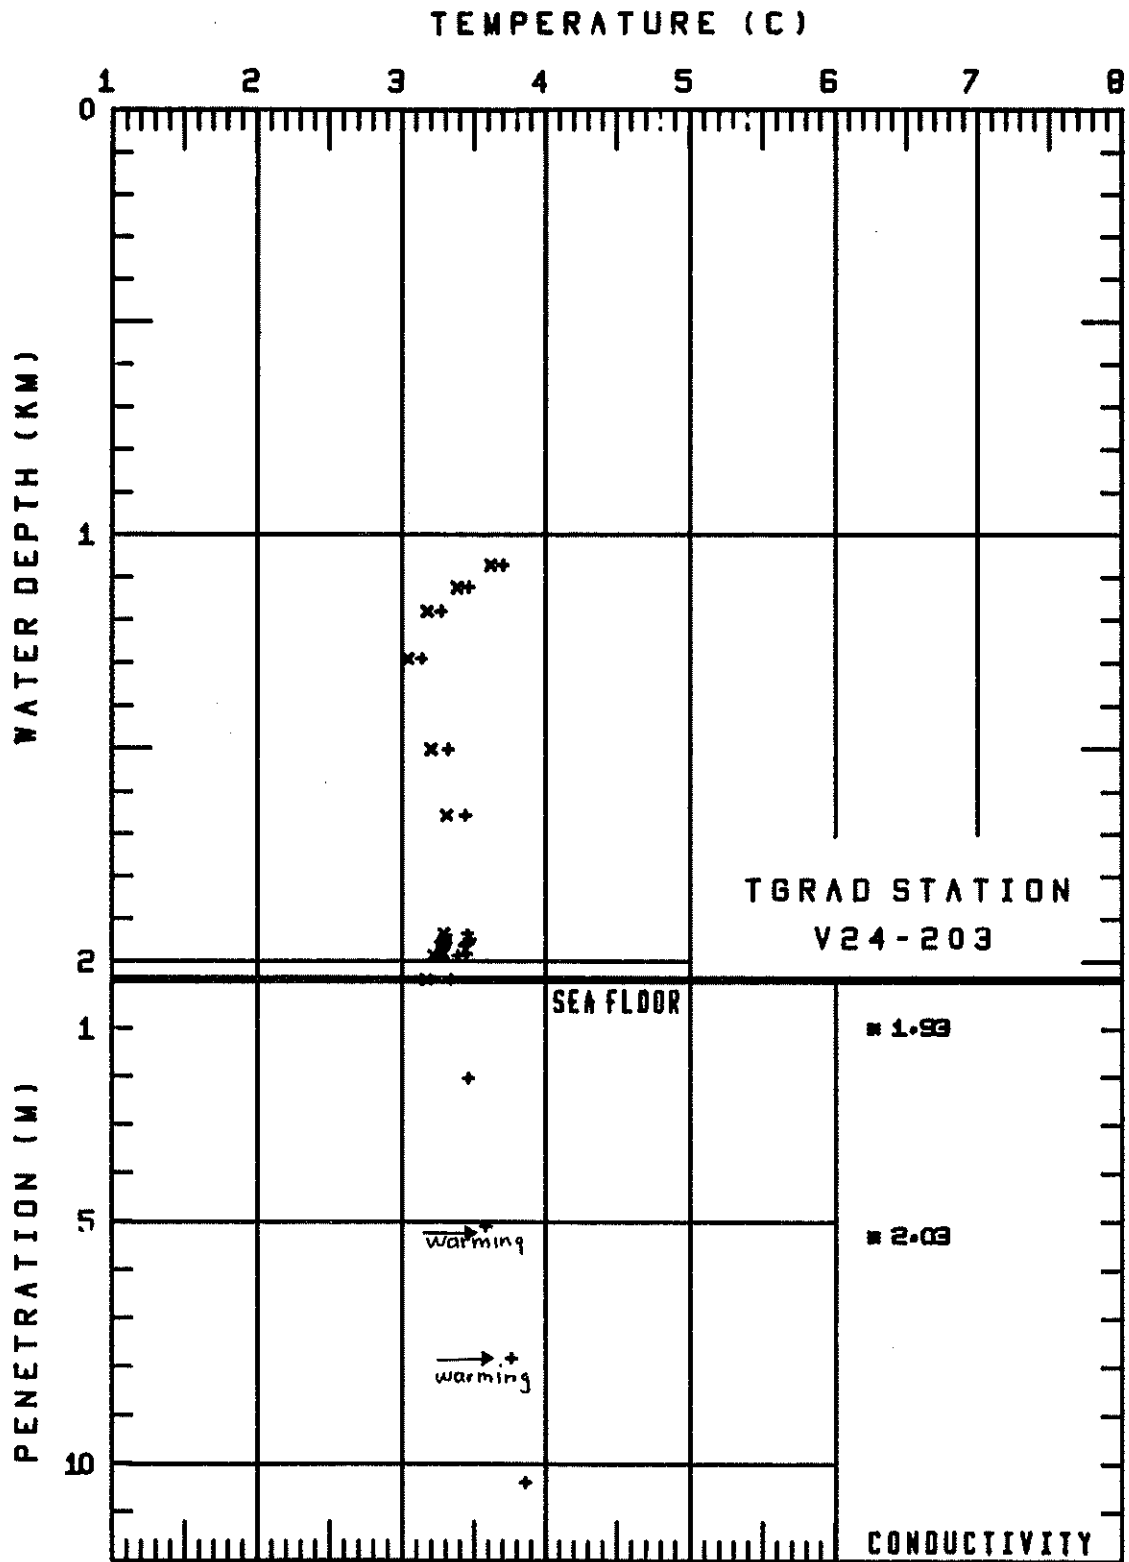 TEMPERATURE (C)
1 2 3 4 5 6 7 8
0
WATER DEPTH (KM)
1
TGRAD STATION
V24-203
2
SEA FLOOR
1
* 1.93
PENETRATION (M)
5
warming
* 2.03
warming
10
CONDUCTIVITY